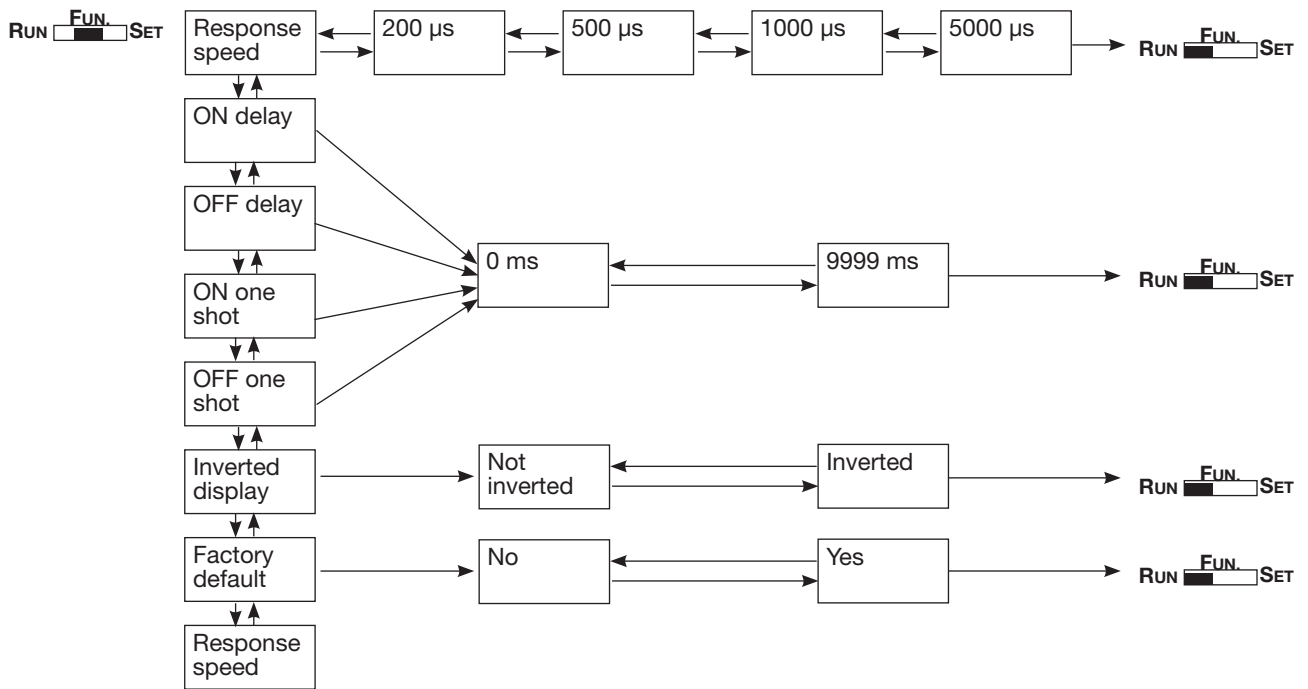 RUN FUN. SET
Response speed
200 µs
500 µs
1000 µs
5000 µs
RUN FUN. SET
ON delay
OFF delay
ON one shot
OFF one shot
0 ms
9999 ms
RUN FUN. SET
Inverted display
Not inverted
Inverted
RUN FUN. SET
Factory default
No
Yes
RUN FUN. SET
Response speed